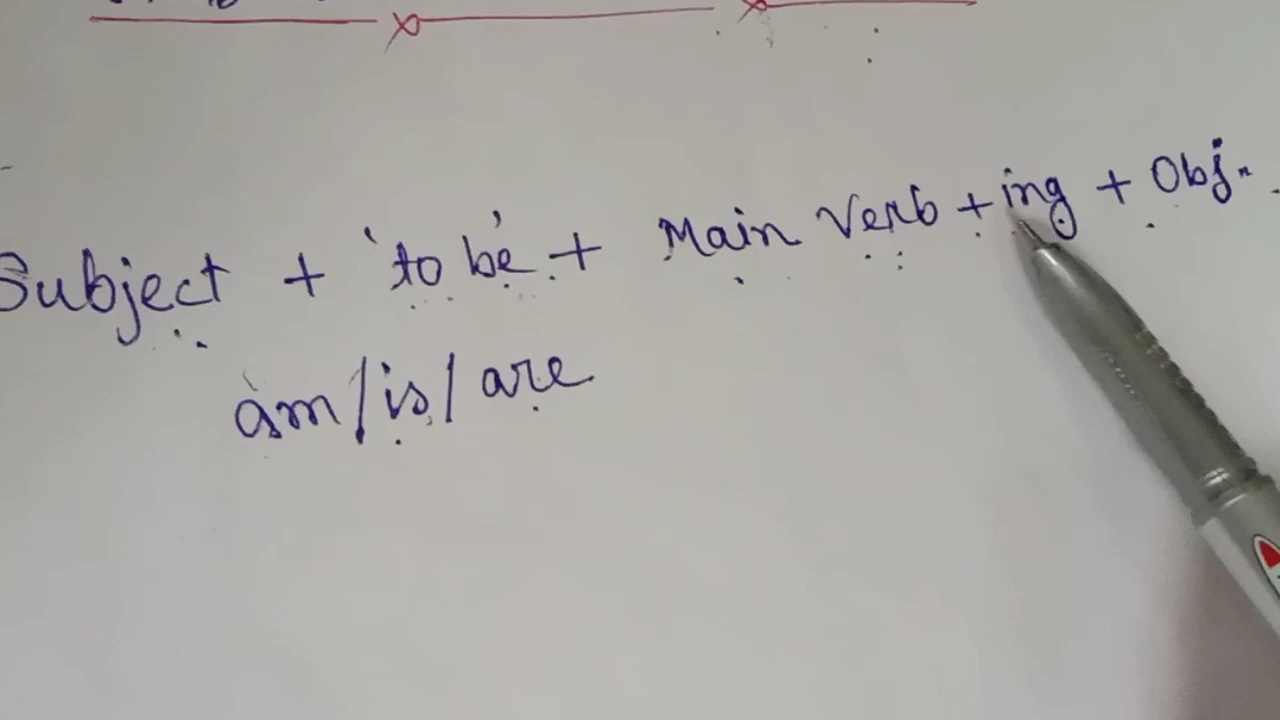 Subject + 'to be' + Main Verb + ing + Obj.
am/is/are